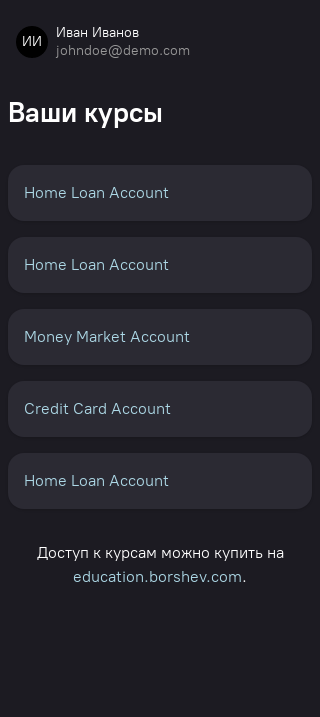 ИИ
Иван Иванов
johndoe@demo.com
Ваши курсы
Home Loan Account
Home Loan Account
Money Market Account
Credit Card Account
Home Loan Account
Доступ к курсам можно купить на
education.borshev.com.